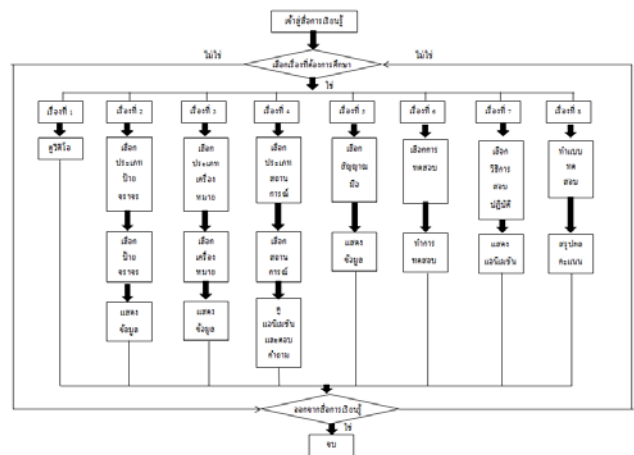 เข้าสู่สื่อการเรียนรู้
ไม่ใช่
เลือกเรื่องที่ต้องการศึกษา
ไม่ใช่
ใช่
เรื่องที่ 1
เรื่องที่ 2
เรื่องที่ 3
เรื่องที่ 4
เรื่องที่ 5
เรื่องที่ 6
เรื่องที่ 7
เรื่องที่ 8
ดูวิดีโอ
เลือก
ประเภท
ป้าย
จราจร
เลือก
ป้าย
จราจร
แสดง
ข้อมูล
เลือก
ประเภท
เครื่อง
หมาย
เลือก
เครื่อง
หมาย
แสดง
ข้อมูล
เลือก
ประเภท
สถาน
การณ์
เลือก
สถาน
การณ์
ดู
แอนิเมชัน
และตอบ
คำถาม
เลือก
สัญญาณ
มือ
แสดง
ข้อมูล
เลือกการ
ทดสอบ
ทำการ
ทดสอบ
เลือก
วิธีการ
สอบ
ปฏิบัติ
แสดง
แอนิเมชัน
ทำแบบ
ทด
สอบ
สรุปผล
คะแนน
ออกจากสื่อการเรียนรู้
ใช่
จบ